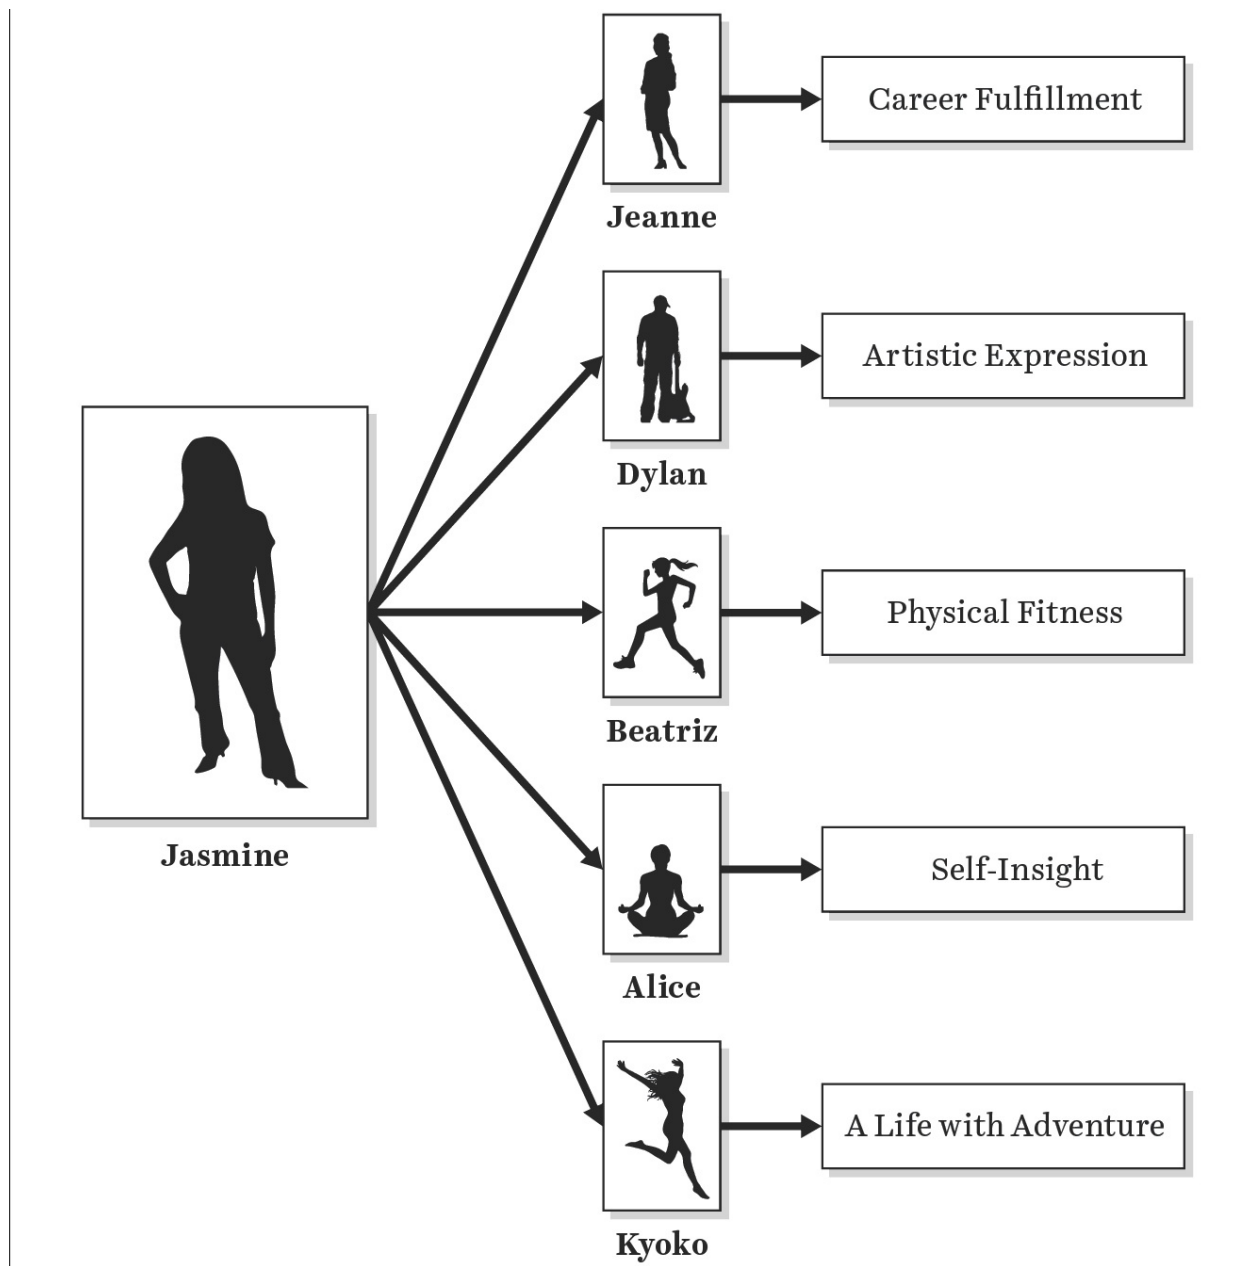 Career Fulfillment
Jeanne
Artistic Expression
Dylan
Physical Fitness
Beatriz
Jasmine
Self-Insight
Alice
A Life with Adventure
Kyoko